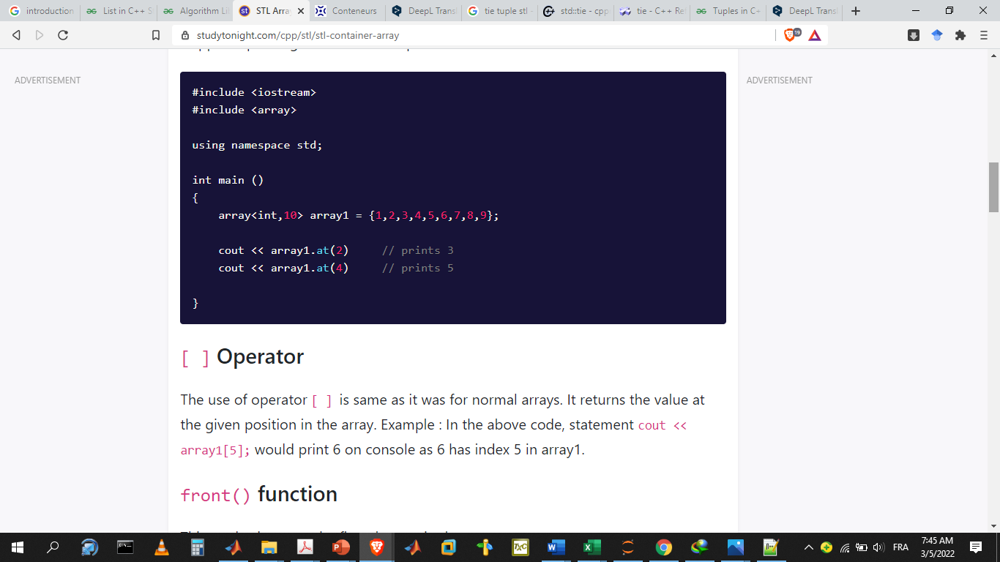 introduction
List in C++ S
Algorithm Li
STL Arra
Conteneurs
DeepL Transl
tie tuple stl -
std::tie - cpp
tie - C++ Ref
Tuples in C+
DeepL Transl
studytonight.com/cpp/stl/stl-container-array
19
ADVERTISEMENT
ADVERTISEMENT
#include <iostream>
#include <array>
using namespace std;
int main ()
{
array<int,10> array1 = {1,2,3,4,5,6,7,8,9};
cout << array1.at(2) // prints 3
cout << array1.at(4) // prints 5
}
[ ] Operator
The use of operator [ ] is same as it was for normal arrays. It returns the value at
the given position in the array. Example : In the above code, statement cout <<
array1[5]; would print 6 on console as 6 has index 5 in array1.
front() function
FRA
7:45 AM
3/5/2022